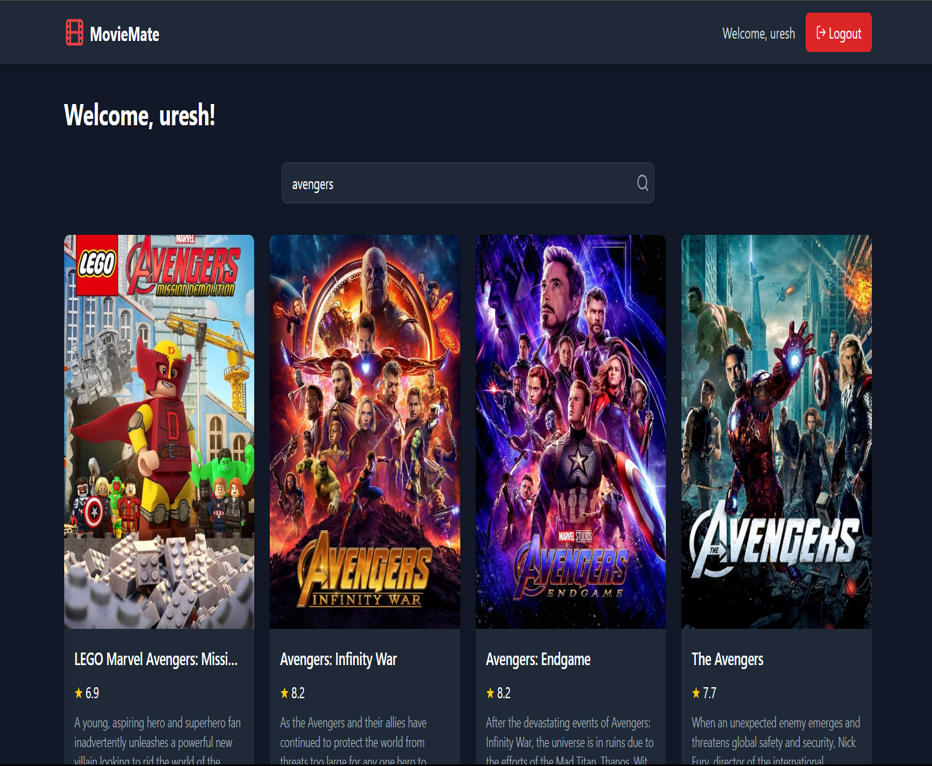 MovieMate
Welcome, uresh
Logout
Welcome, uresh!
avengers
MARVEL
LEGO
AVENGERS
MISSION DEMOLITION
D
AVENGERS
INFINITY WAR
MARVEL STUDIOS
AVENGERS
ENDGAME
THE AVENGERS
LEGO Marvel Avengers: Missi...
6.9
A young, aspiring hero and superhero fan
inadvertently unleashes a powerful new
villain looking to rid the world of the
Avengers: Infinity War
8.2
As the Avengers and their allies have
continued to protect the world from
threats too large for any one hero to
Avengers: Endgame
8.2
After the devastating events of Avengers:
Infinity War, the universe is in ruins due to
the efforts of the Mad Titan, Thanos. Wit
The Avengers
7.7
When an unexpected enemy emerges and
threatens global safety and security, Nick
Fury, director of the international